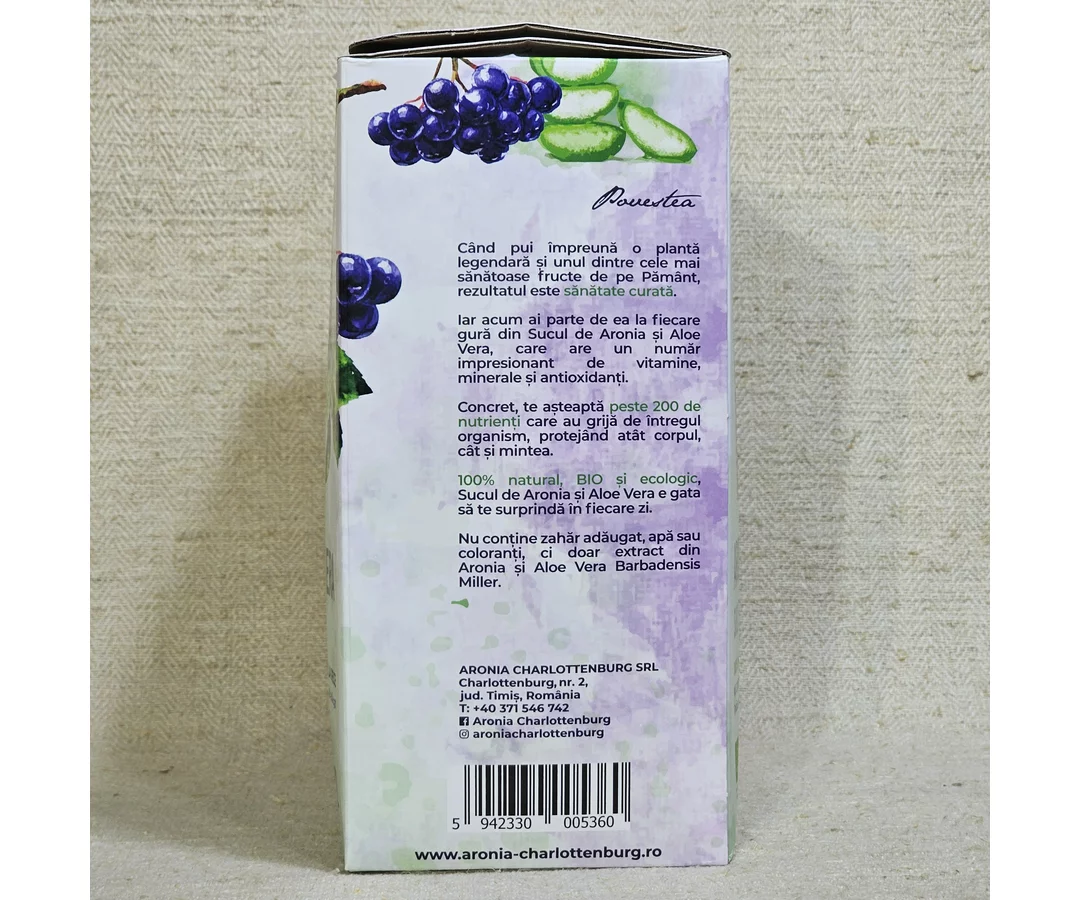 Povestea
Când pui împreună o plantă
legendară și unul dintre cele mai
sănătoase fructe de pe Pământ,
rezultatul este sănătate curată.
Iar acum ai parte de ea la fiecare
gură din Sucul de Aronia și Aloe
Vera, care are un număr
impresionant de vitamine,
minerale și antioxidanți.
Concret, te așteaptă peste 200 de
nutrienți care au grijă de întregul
organism, protejând atât corpul,
cât și mintea.
100% natural, BIO și ecologic,
Sucul de Aronia și Aloe Vera e gata
să te surprindă în fiecare zi.
Nu conține zahăr adăugat, apă sau
coloranți, ci doar extract din
Aronia și Aloe Vera Barbadensis
Miller.
ARONIA CHARLOTTENBURG SRL
Charlottenburg, nr. 2,
jud. Timiș, România
T: +40 371 546 742
Aronia Charlottenburg
aroniacharlottenburg
5 942330 005360
www.aronia-charlottenburg.ro